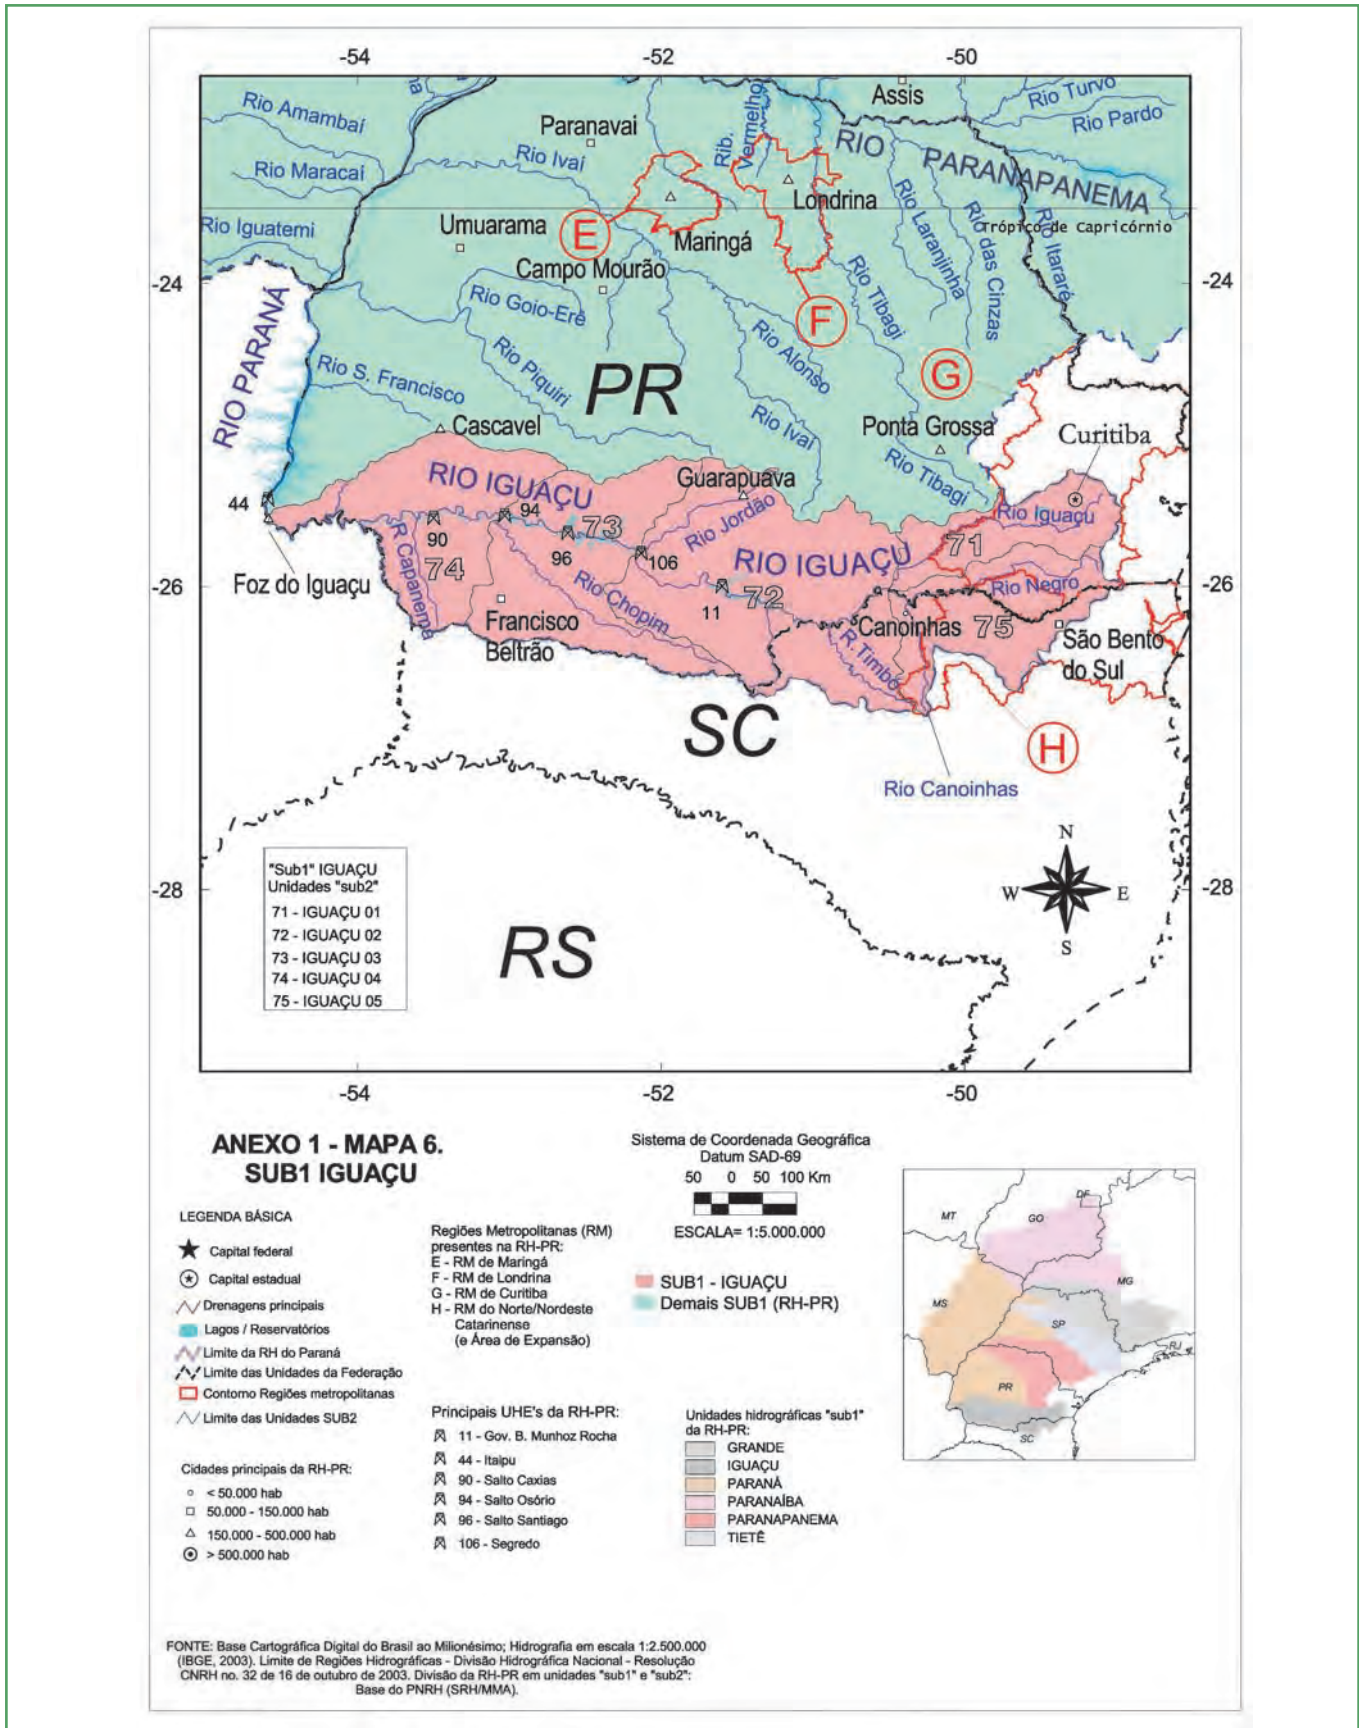 -54
-52
-50
Assis
Rio Turvo
Rio Pardo
Rio Amambaí
Paranavai
Rib. Vermelho
RIO PARANAPANEMA
Rio Maracaí
Rio Ivaí
Londrina
Rio Iguatemi
Umuarama
E
Maringá
Rio Laranjinha
Rio das Cinzas
Trópico de Capricórnio
Rio Itararé
Campo Mourão
-24
-24
Rio Goio-Erê
F
Rio Tibagi
RIO PARANÁ
Rio Piquiri
PR
Rio Alonso
G
Rio S. Francisco
Cascavel
Rio Ivaí
Ponta Grossa
Curitiba
RIO IGUAÇU
Guarapuava
Rio Tibagi
44
94
73
Rio Jordão
Rio Iguaçu
90
74
96
106
RIO IGUAÇU
71
R Capanema
Foz do Iguaçu
-26
-26
Rio Negro
Rio Chopim
11
72
Francisco
Beltrão
Canoinhas
75
São Bento
do Sul
R.Timbó
SC
H
Rio Canoinhas
N
W
E
S
-28
-28
"Sub1" IGUAÇU
Unidades "sub2"
71 - IGUAÇU 01
72 - IGUAÇU 02
73 - IGUAÇU 03
74 - IGUAÇU 04
75 - IGUAÇU 05
RS
-54
-52
-50
ANEXO 1 - MAPA 6.
SUB1 IGUAÇU
Sistema de Coordenada Geográfica
Datum SAD-69
50 0 50 100 Km
ESCALA= 1:5.000.000
LEGENDA BÁSICA
Capital federal
Capital estadual
Drenagens principais
Lagos / Reservatórios
Limite da RH do Paraná
Limite das Unidades da Federação
Contorno Regiões metropolitanas
Limite das Unidades SUB2
Regiões Metropolitanas (RM)
presentes na RH-PR:
E - RM de Maringá
F - RM de Londrina
G - RM de Curitiba
H - RM do Norte/Nordeste
Catarinense
(e Área de Expansão)
SUB1 - IGUAÇU
Demais SUB1 (RH-PR)
Cidades principais da RH-PR:
< 50.000 hab
50.000 - 150.000 hab
150.000 - 500.000 hab
> 500.000 hab
Principais UHE's da RH-PR:
11 - Gov. B. Munhoz Rocha
44 - Itaipu
90 - Salto Caxias
94 - Salto Osório
96 - Salto Santiago
106 - Segredo
Unidades hidrográficas "sub1"
da RH-PR:
GRANDE
IGUAÇU
PARANÁ
PARANAÍBA
PARANAPANEMA
TIETÊ
MT
GO
DF
MG
MS
SP
RJ
PR
SC
FONTE: Base Cartográfica Digital do Brasil ao Milionésimo; Hidrografia em escala 1:2.500.000
(IBGE, 2003). Limite de Regiões Hidrográficas - Divisão Hidrográfica Nacional - Resolução
CNRH no. 32 de 16 de outubro de 2003. Divisão da RH-PR em unidades "sub1" e "sub2":
Base do PNRH (SRH/MMA).